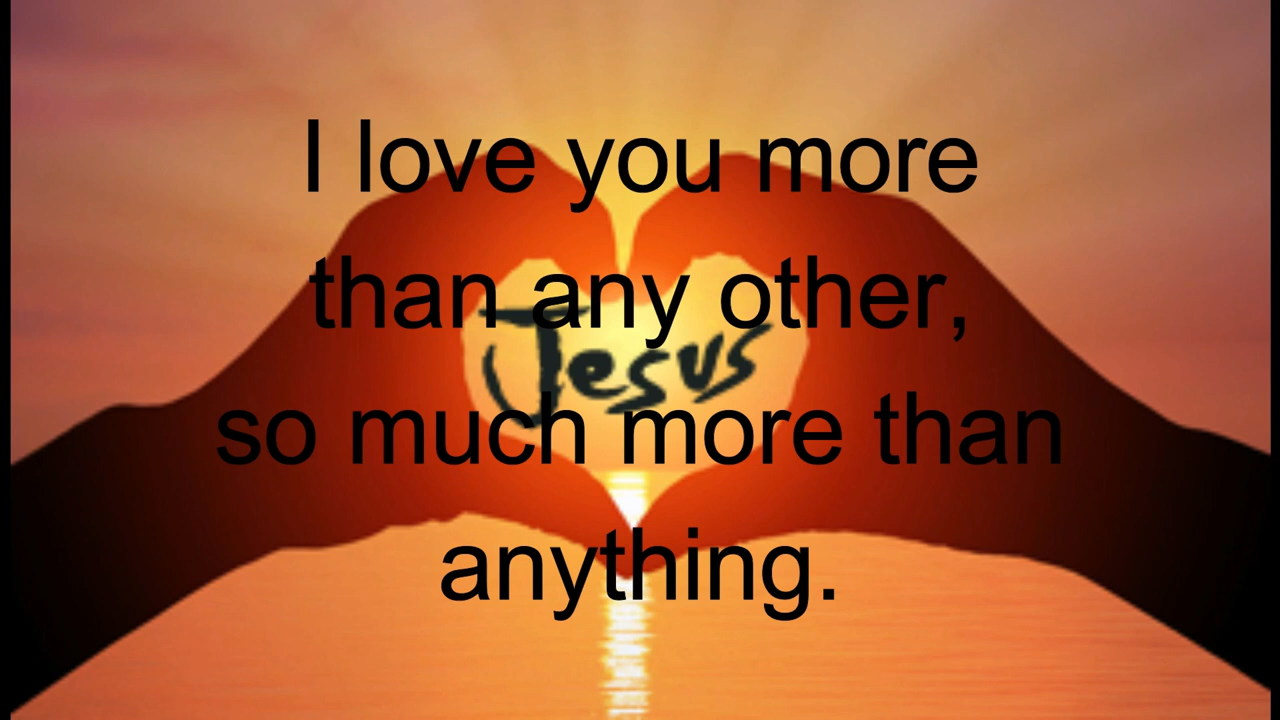 I love you more
than any other,
Jesus
so much more than
anything.